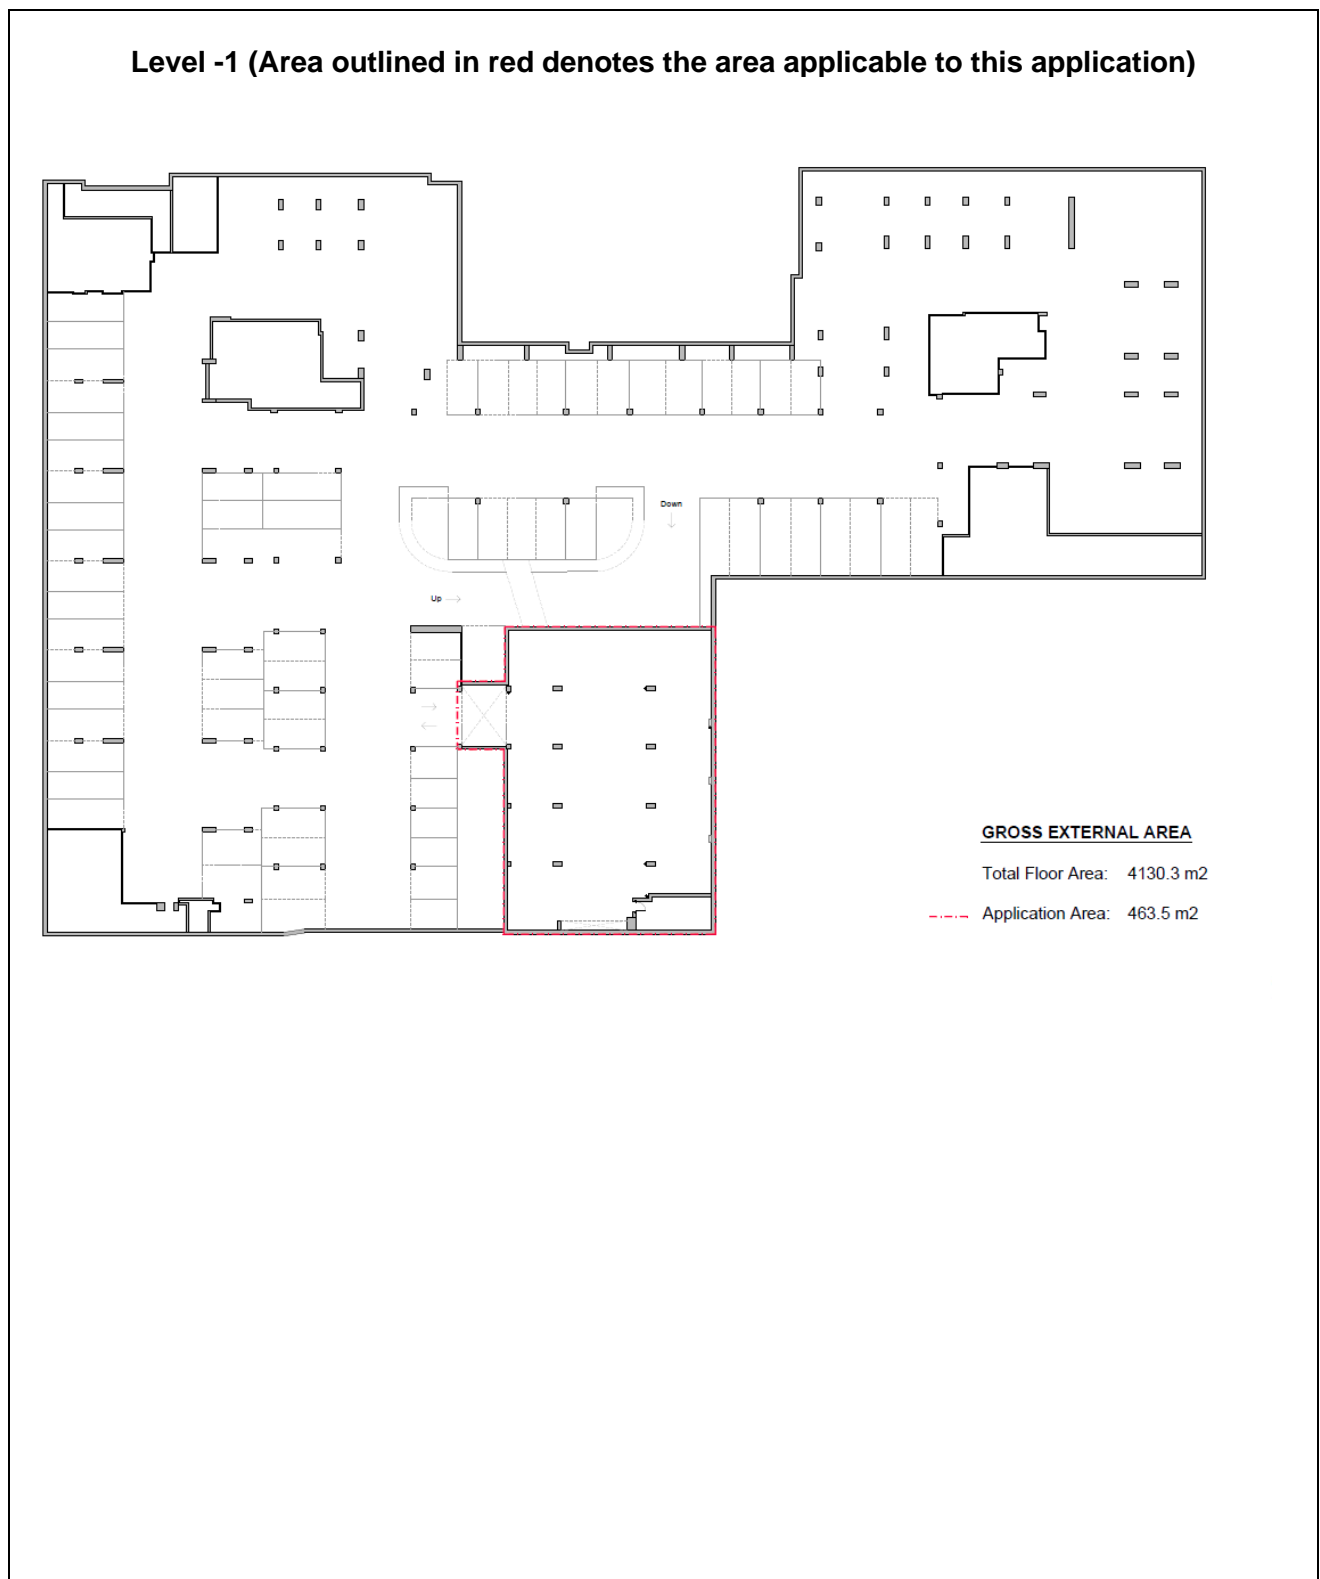 Level -1 (Area outlined in red denotes the area applicable to this application)
Down
Up
GROSS EXTERNAL AREA
Total Floor Area: 4130.3 m2
Application Area: 463.5 m2